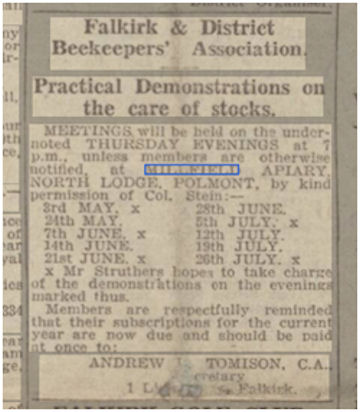 Falkirk & District
Beekeepers' Association.
Practical Demonstrations on
the care of stocks.
MEETINGS will be held on the under-
noted THURSDAY EVENINGS at 7
p.m., unless members are otherwise
notified, at MILLFIELD APIARY,
NORTH LODGE, POLMONT, by kind
permission of Col. Stein:—
3rd MAY. x 28th JUNE.
24th MAY. 5th JULY. x
7th JUNE. x 12th JULY.
14th JUNE. 19th JULY.
21st JUNE. x 26th JULY. x
x Mr Struthers hopes to take charge
of the demonstrations on the evenings
marked thus.
Members are respectfully reminded
that their subscriptions for the current
year are now due and should be paid
at once to:
ANDREW TOMISON, C.A.,
cretary
1 Falkirk.